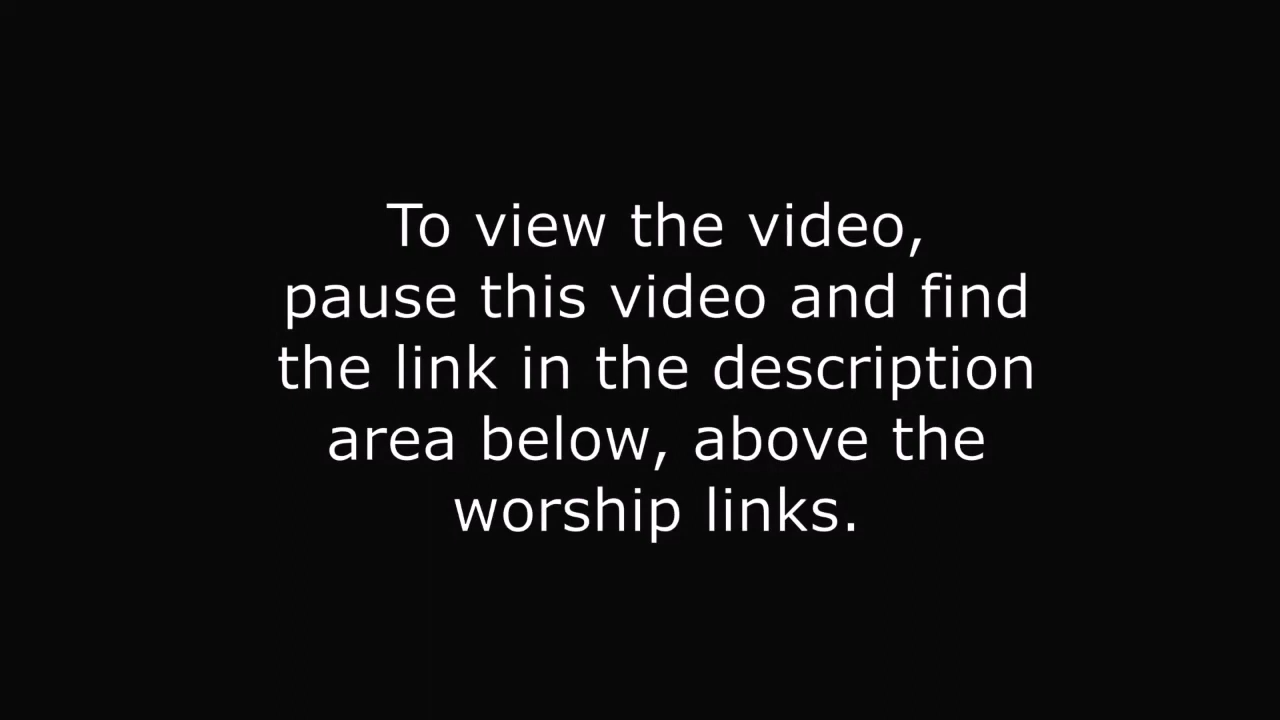 To view the video,
pause this video and find
the link in the description
area below, above the
worship links.